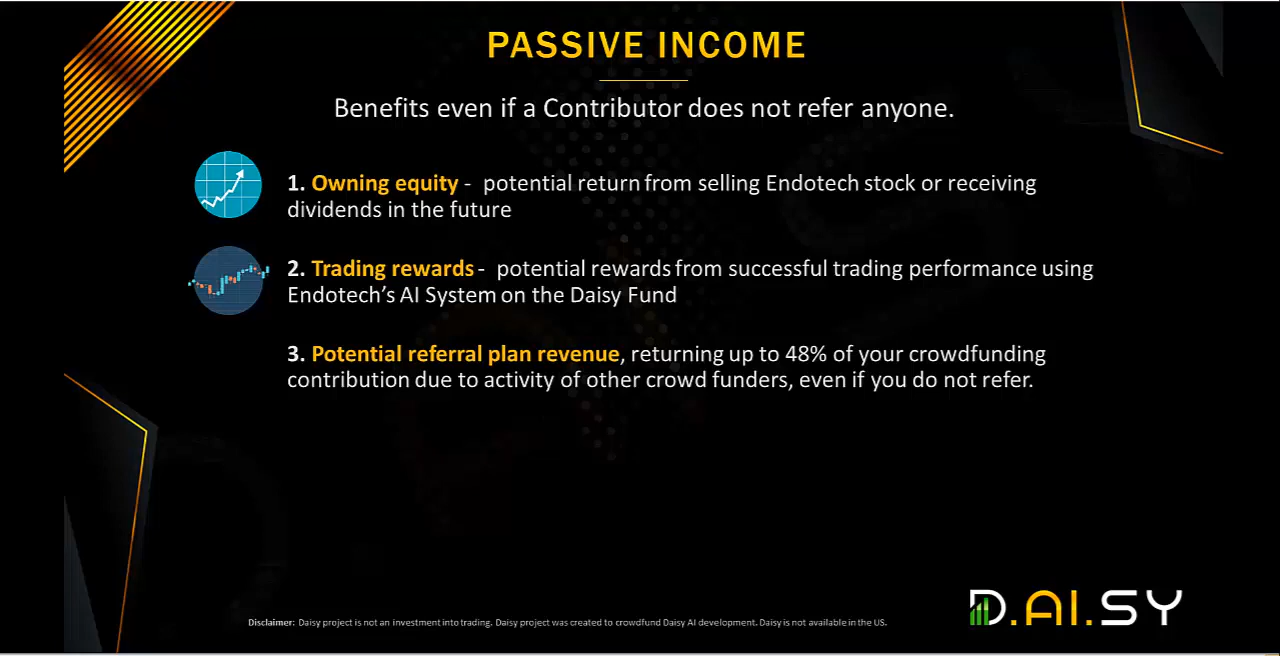 PASSIVE INCOME
Benefits even if a Contributor does not refer anyone.
1. Owning equity - potential return from selling Endotech stock or receiving
dividends in the future
2. Trading rewards - potential rewards from successful trading performance using
Endotech’s AI System on the Daisy Fund
3. Potential referral plan revenue, returning up to 48% of your crowdfunding
contribution due to activity of other crowd funders, even if you do not refer.
Disclaimer: Daisy project is not an investment into trading. Daisy project was created to crowdfund Daisy AI development. Daisy is not available in the US.
D.AI.SY